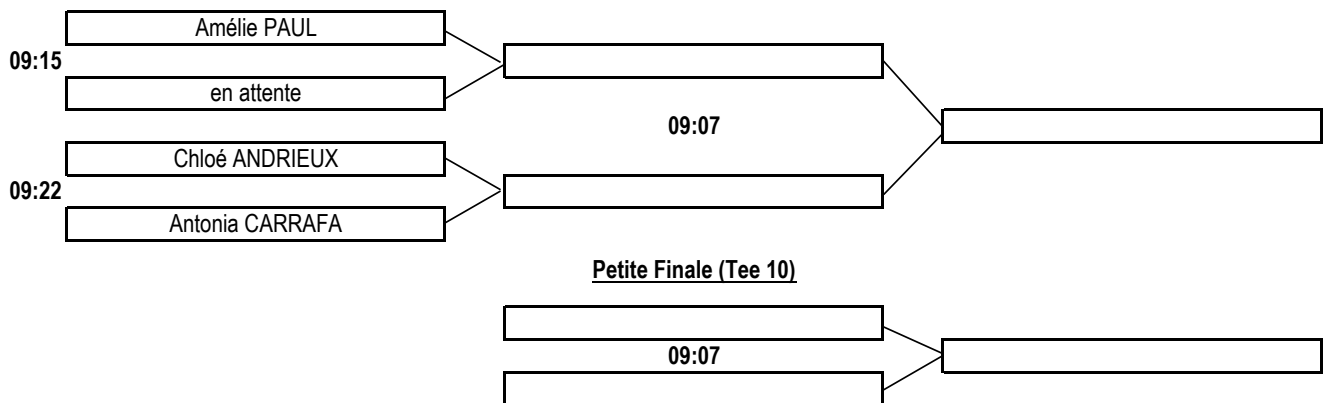 Amélie PAUL
09:15
en attente
09:07
Chloé ANDRIEUX
09:22
Antonia CARRAFA
Petite Finale (Tee 10)
09:07